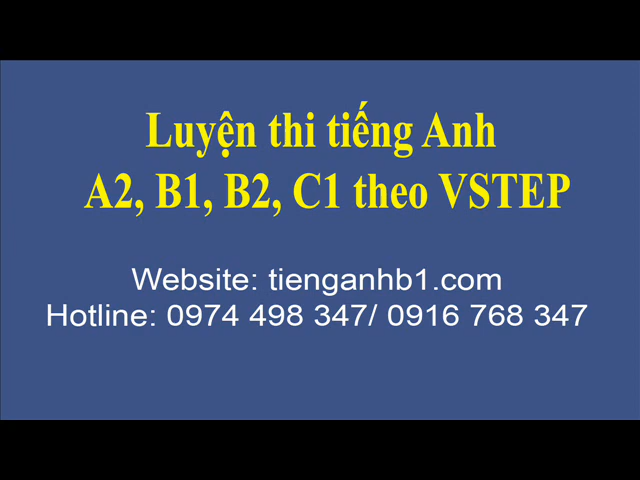 Luyện thi tiếng Anh
A2, B1, B2, C1 theo VSTEP
Website: tienganhb1.com
Hotline: 0974 498 347/ 0916 768 347